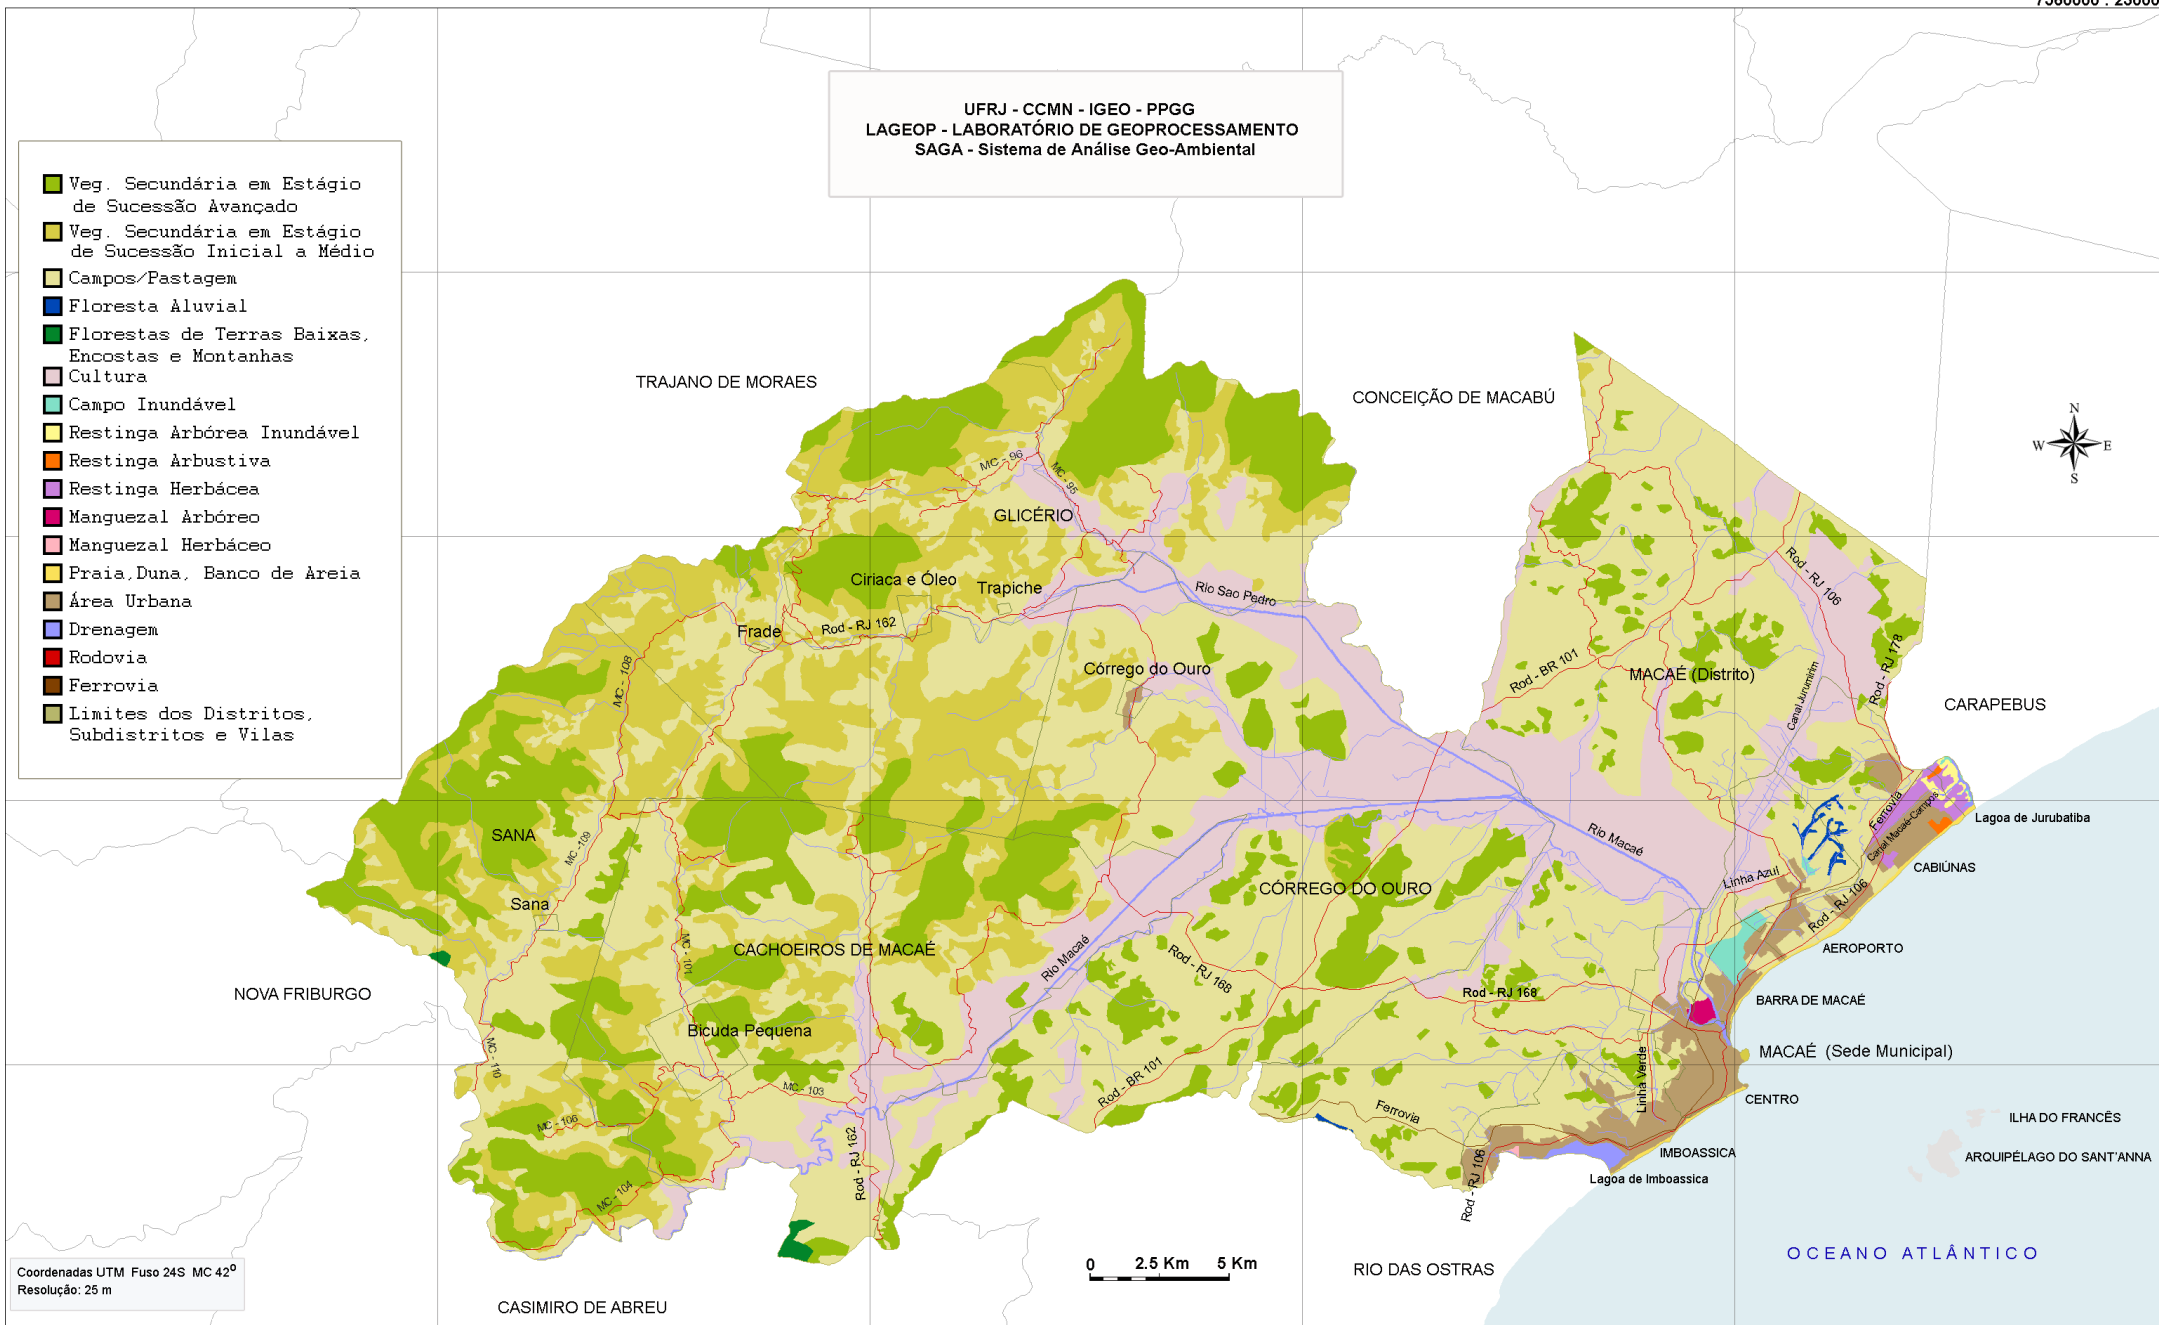 UFRJ - CCMN - IGEO - PPGG
LAGEOP - LABORATÓRIO DE GEOPROCESSAMENTO
SAGA - Sistema de Análise Geo-Ambiental
Veg. Secundária em Estágio
de Sucessão Avançado
Veg. Secundária em Estágio
de Sucessão Inicial a Médio
Campos/Pastagem
Floresta Aluvial
Florestas de Terras Baixas,
Encostas e Montanhas
Cultura
Campo Inundável
Restinga Arbórea Inundável
Restinga Arbustiva
Restinga Herbácea
Manguezal Arbóreo
Manguezal Herbáceo
Praia,Duna, Banco de Areia
Área Urbana
Drenagem
Rodovia
Ferrovia
Limites dos Distritos,
Subdistritos e Vilas
TRAJANO DE MORAES
CONCEIÇÃO DE MACABÚ
N
W
E
S
MC - 96
MC - 95
GLICÉRIO
Ciriaca e Óleo
Trapiche
Rio Sao Pedro
Rod - RJ 106
Frade
Rod - RJ 162
MC - 108
Córrego do Ouro
Rod - BR 101
MACAÉ (Distrito)
Canal Jurumirim
Rod - RJ 178
CARAPEBUS
SANA
MC -109
Rio Macaé
Ferrovia
Canal Macaé-Campos
Lagoa de Jurubatiba
CABIÚNAS
Linha Azul
Rod - RJ 106
CÓRREGO DO OURO
Sana
CACHOEIROS DE MACAÉ
MC - 101
Rio Macaé
Rod - RJ 168
Rod - RJ 168
AEROPORTO
NOVA FRIBURGO
BARRA DE MACAÉ
Bicuda Pequena
MC - 110
MACAÉ (Sede Municipal)
MC - 103
Rod - BR 101
Linha Verde
CENTRO
Ferrovia
MC - 106
ILHA DO FRANCÊS
Rod - RJ 162
IMBOASSICA
ARQUIPÉLAGO DO SANT'ANNA
Lagoa de Imboassica
MC - 104
Rod - RJ 106
OCEANO ATLÂNTICO
0 2.5 Km 5 Km
RIO DAS OSTRAS
Coordenadas UTM Fuso 24S MC 42º
Resolução: 25 m
CASIMIRO DE ABREU